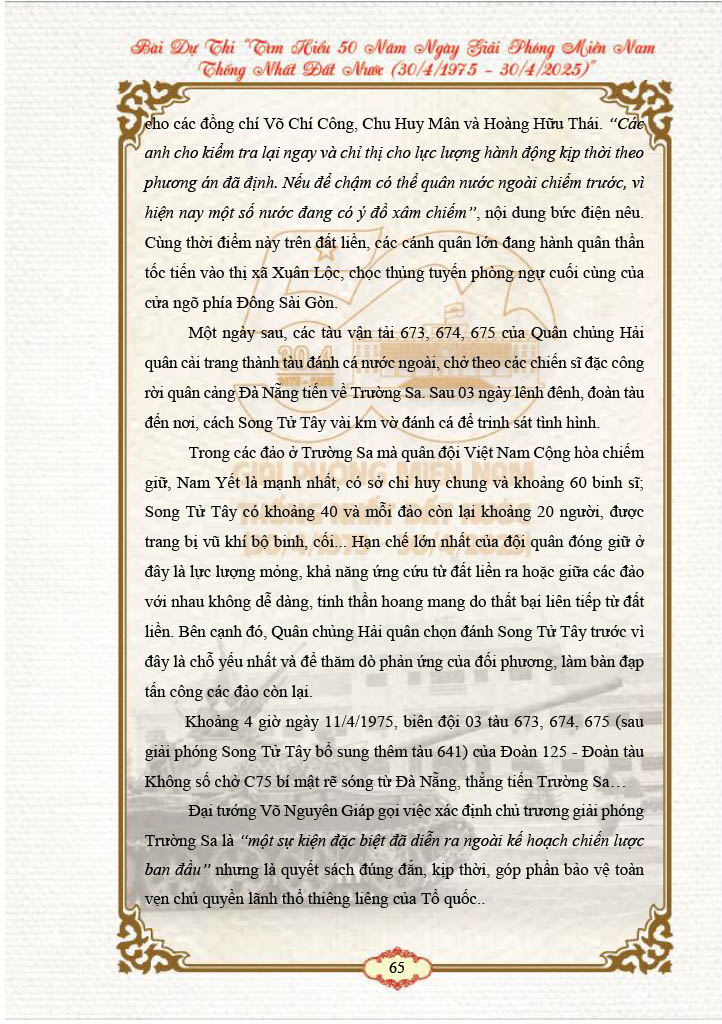 Bài Dự Thi “Tìm Hiểu 50 Năm Ngày Giải Phóng Miền Nam
Thống Nhất Đất Nước (30/4/1975 - 30/4/2025)”
cho các đồng chí Võ Chí Công, Chu Huy Mân và Hoàng Hữu Thái. “Các
anh cho kiểm tra lại ngay và chỉ thị cho lực lượng hành động kịp thời theo
phương án đã định. Nếu để chậm có thể quân nước ngoài chiếm trước, vì
hiện nay một số nước đang có ý đồ xâm chiếm”, nội dung bức điện nêu.
Cùng thời điểm này trên đất liền, các cánh quân lớn đang hành quân thần
tốc tiến vào thị xã Xuân Lộc, chọc thủng tuyến phòng ngự cuối cùng của
cửa ngõ phía Đông Sài Gòn.
Một ngày sau, các tàu vận tải 673, 674, 675 của Quân chủng Hải
quân cải trang thành tàu đánh cá nước ngoài, chở theo các chiến sĩ đặc công
rời quân cảng Đà Nẵng tiến về Trường Sa. Sau 03 ngày lênh đênh, đoàn tàu
đến nơi, cách Song Tử Tây vài km vờ đánh cá để trinh sát tình hình.
Trong các đảo ở Trường Sa mà quân đội Việt Nam Cộng hòa chiếm
giữ, Nam Yết là mạnh nhất, có sở chỉ huy chung và khoảng 60 binh sĩ;
Song Tử Tây có khoảng 40 và mỗi đảo còn lại khoảng 20 người, được
trang bị vũ khí bộ binh, cối... Hạn chế lớn nhất của đội quân đóng giữ ở
đây là lực lượng mỏng, khả năng ứng cứu từ đất liền ra hoặc giữa các đảo
với nhau không dễ dàng, tinh thần hoang mang do thất bại liên tiếp từ đất
liền. Bên cạnh đó, Quân chủng Hải quân chọn đánh Song Tử Tây trước vì
đây là chỗ yếu nhất và để thăm dò phản ứng của đối phương, làm bàn đạp
tấn công các đảo còn lại.
Khoảng 4 giờ ngày 11/4/1975, biên đội 03 tàu 673, 674, 675 (sau
giải phóng Song Tử Tây bổ sung thêm tàu 641) của Đoàn 125 - Đoàn tàu
Không số chở C75 bí mật rẽ sóng từ Đà Nẵng, thẳng tiến Trường Sa…
Đại tướng Võ Nguyên Giáp gọi việc xác định chủ trương giải phóng
Trường Sa là “một sự kiện đặc biệt đã diễn ra ngoài kế hoạch chiến lược
ban đầu” nhưng là quyết sách đúng đắn, kịp thời, góp phần bảo vệ toàn
vẹn chủ quyền lãnh thổ thiêng liêng của Tổ quốc..
65